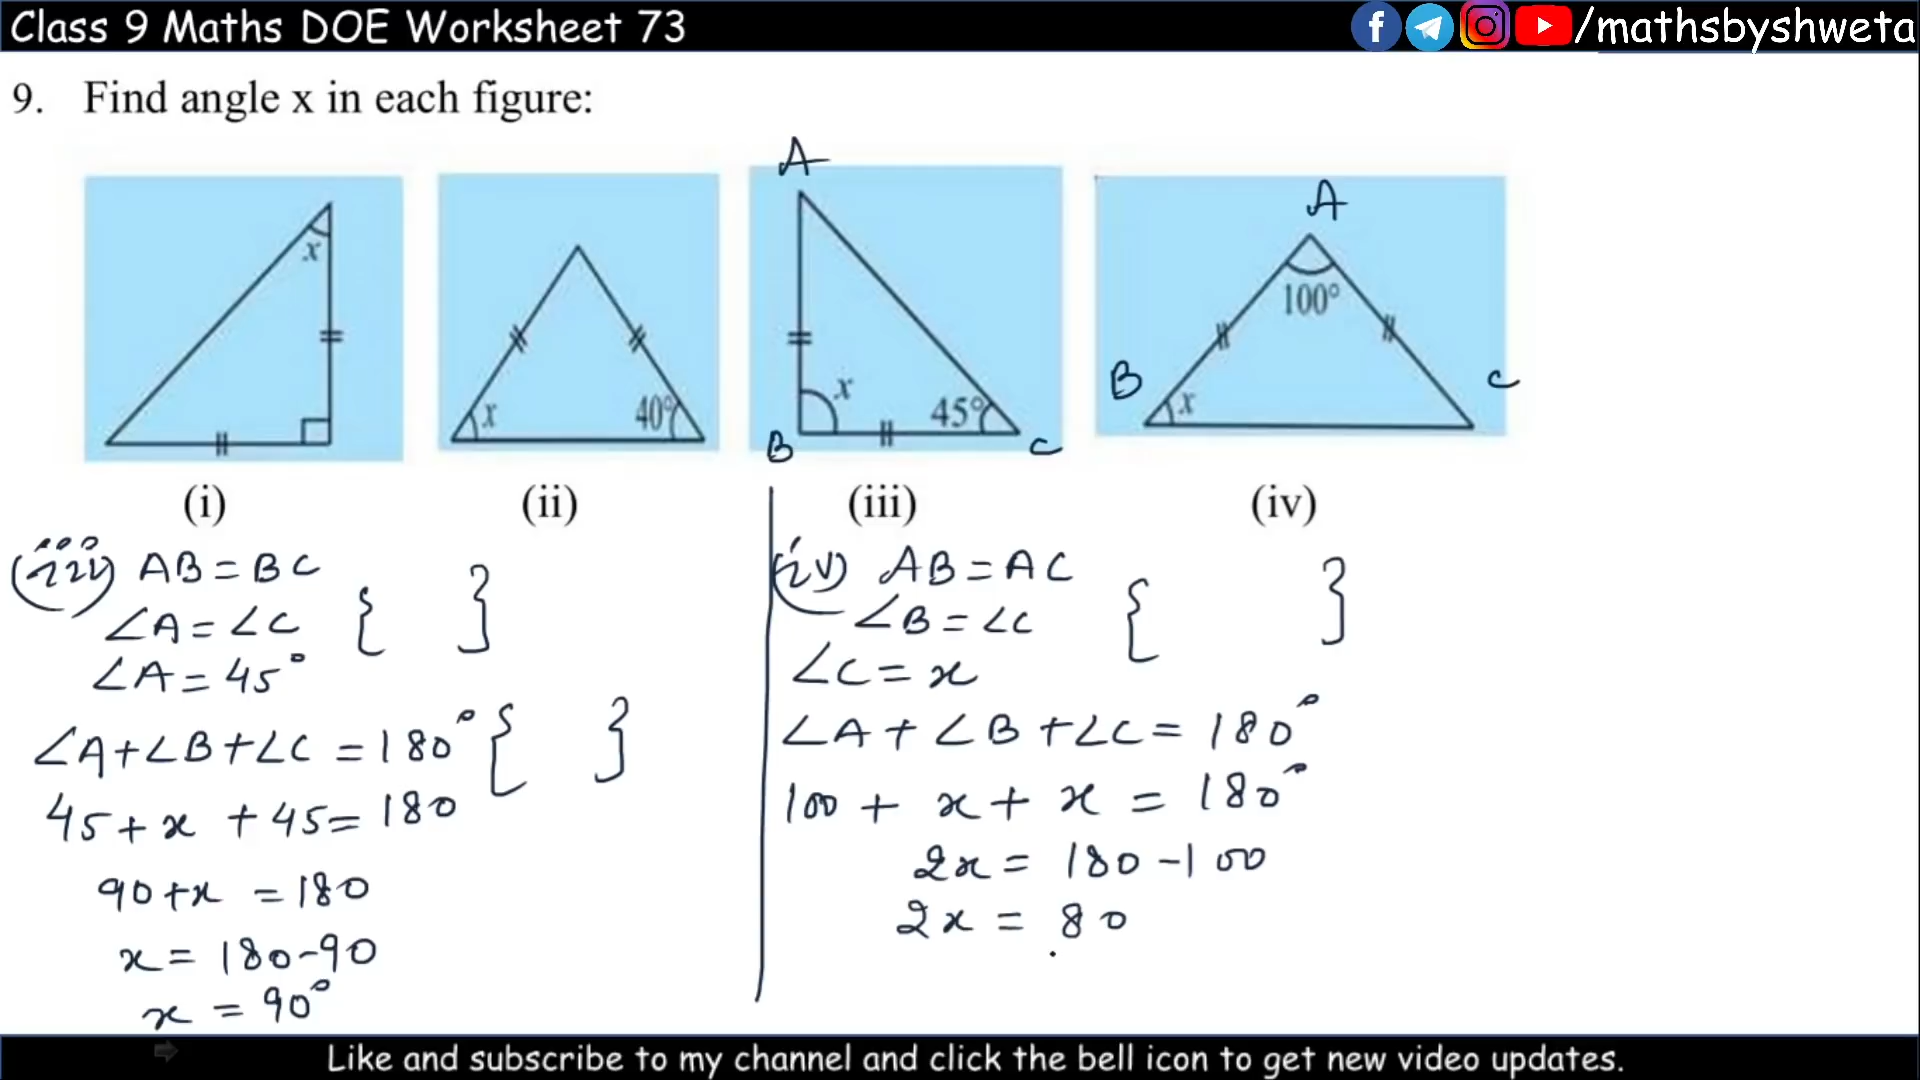 Class 9 Maths DOE Worksheet 73
/mathsbyshweta
9. Find angle x in each figure:
x
x 40°
A
x 45°
B C
A
100°
B C
x
(i) (ii) (iii) (iv)
(iii) AB = BC { }
∠A = ∠C
∠A = 45°
∠A+∠B+∠C = 180° { }
45+x +45= 180
90+x = 180
x = 180-90
x = 90°
(iv) AB = AC { }
∠B = ∠C
∠C = x
∠A + ∠B +∠C = 180°
100 + x + x = 180°
2x = 180-100
2x = 80
Like and subscribe to my channel and click the bell icon to get new video updates.